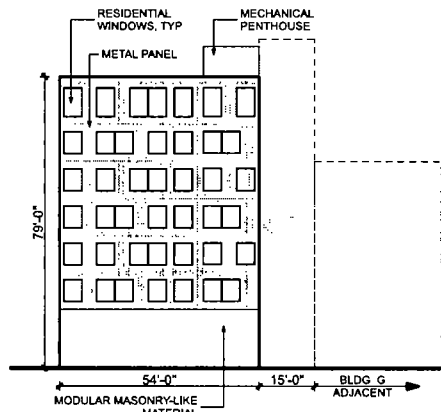 RESIDENTIAL
WINDOWS, TYP
MECHANICAL
PENTHOUSE
METAL PANEL
79'-0"
54'-0"
15'-0"
BLDG G
ADJACENT
MODULAR MASONRY-LIKE
MATERIAL